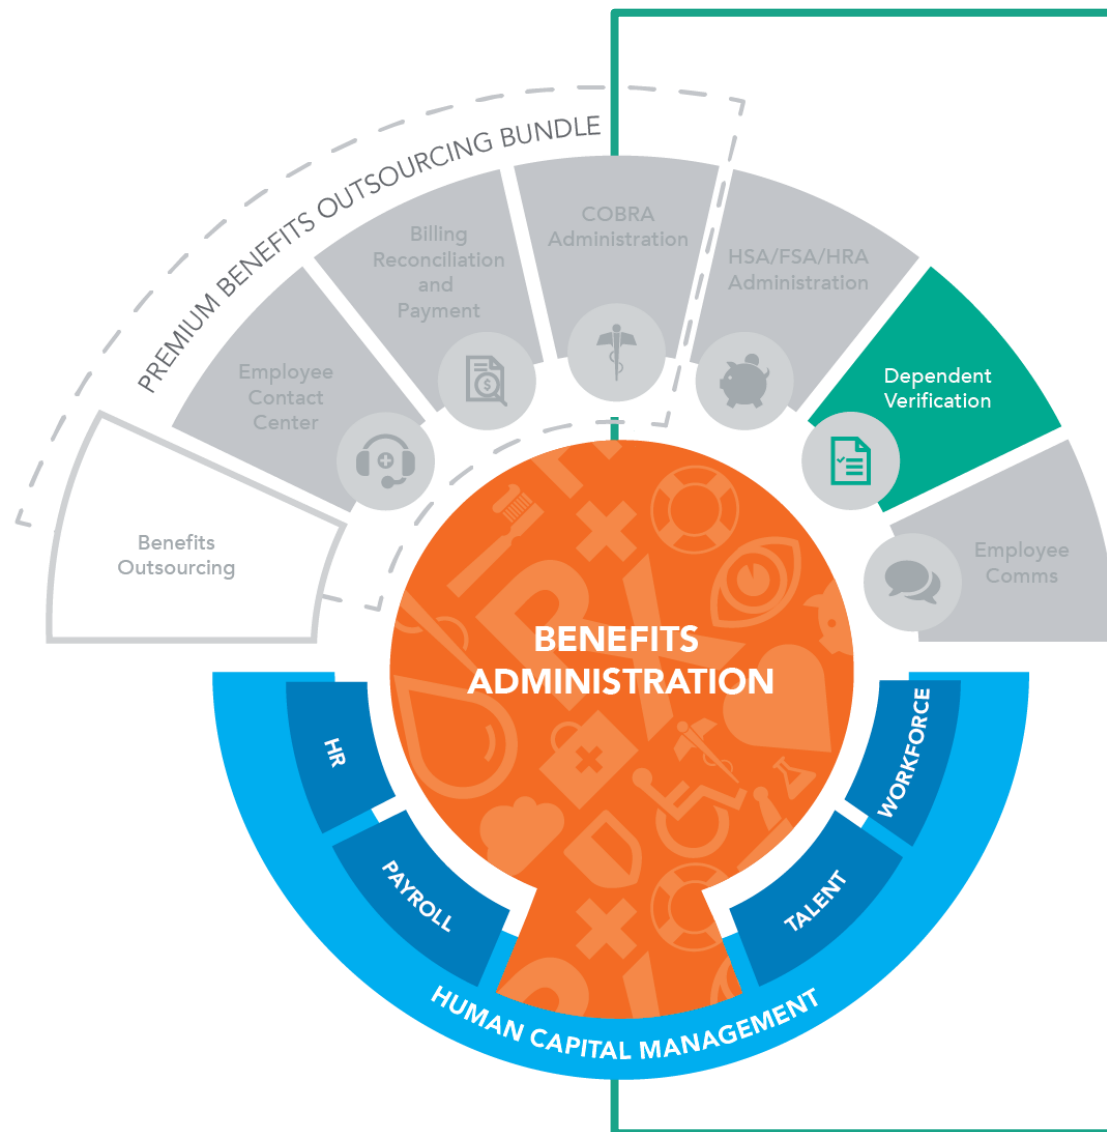 PREMIUM BENEFITS OUTSOURCING BUNDLE
Benefits
Outsourcing
Employee
Contact
Center
Billing
Reconciliation
and
Payment
COBRA
Administration
HSA/FSA/HRA
Administration
Dependent
Verification
Employee
Comms
BENEFITS
ADMINISTRATION
HR
PAYROLL
TALENT
WORKFORCE
HUMAN CAPITAL MANAGEMENT